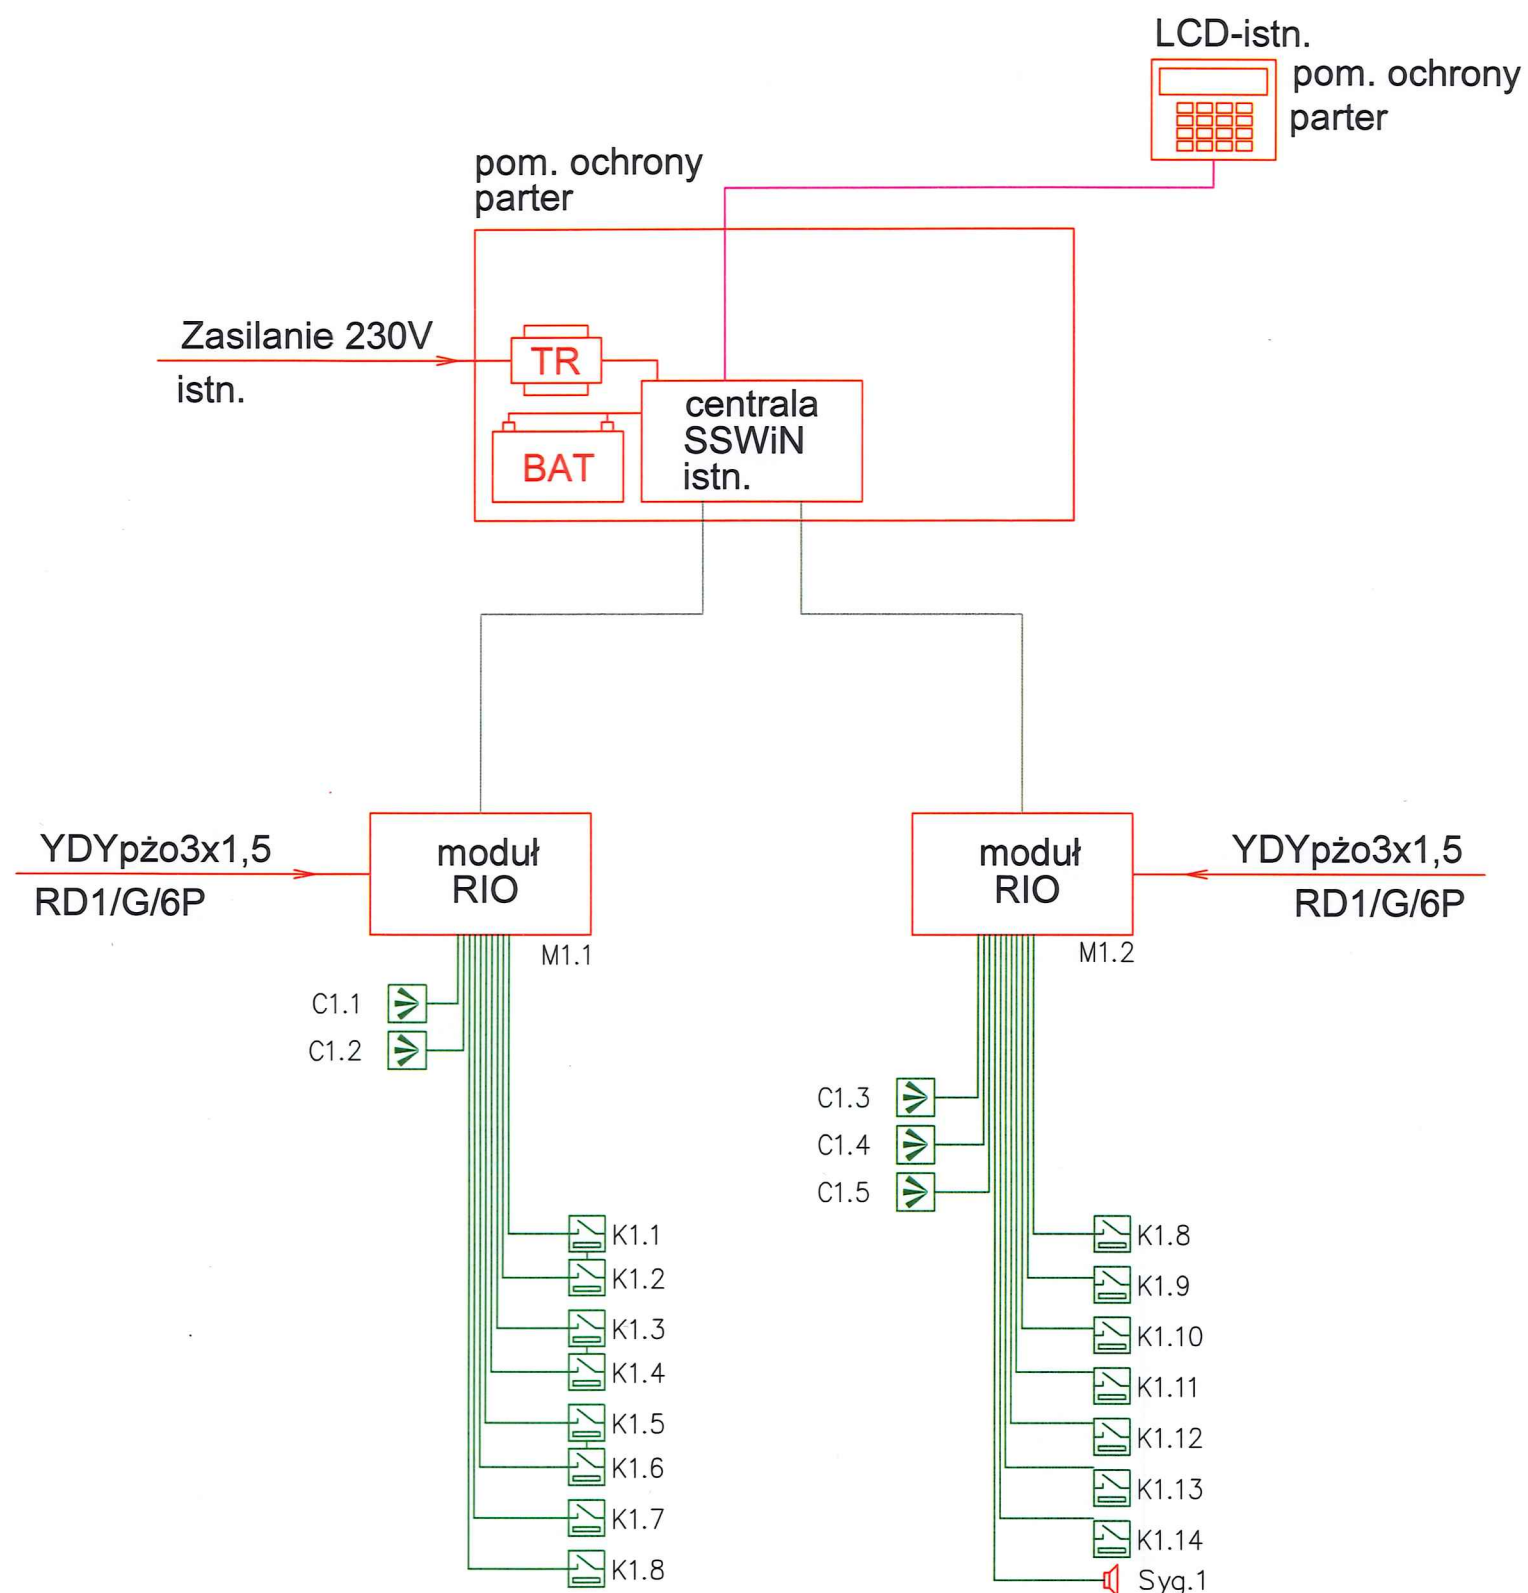 LCD-istn.
pom. ochrony
parter
pom. ochrony
parter
Zasilanie 230V
istn.
TR
BAT
centrala
SSWiN
istn.
YDYpżo3x1,5
RD1/G/6P
moduł
RIO
M1.1
moduł
RIO
M1.2
YDYpżo3x1,5
RD1/G/6P
C1.1
C1.2
C1.3
C1.4
C1.5
K1.1
K1.2
K1.3
K1.4
K1.5
K1.6
K1.7
K1.8
K1.8
K1.9
K1.10
K1.11
K1.12
K1.13
K1.14
Syg.1